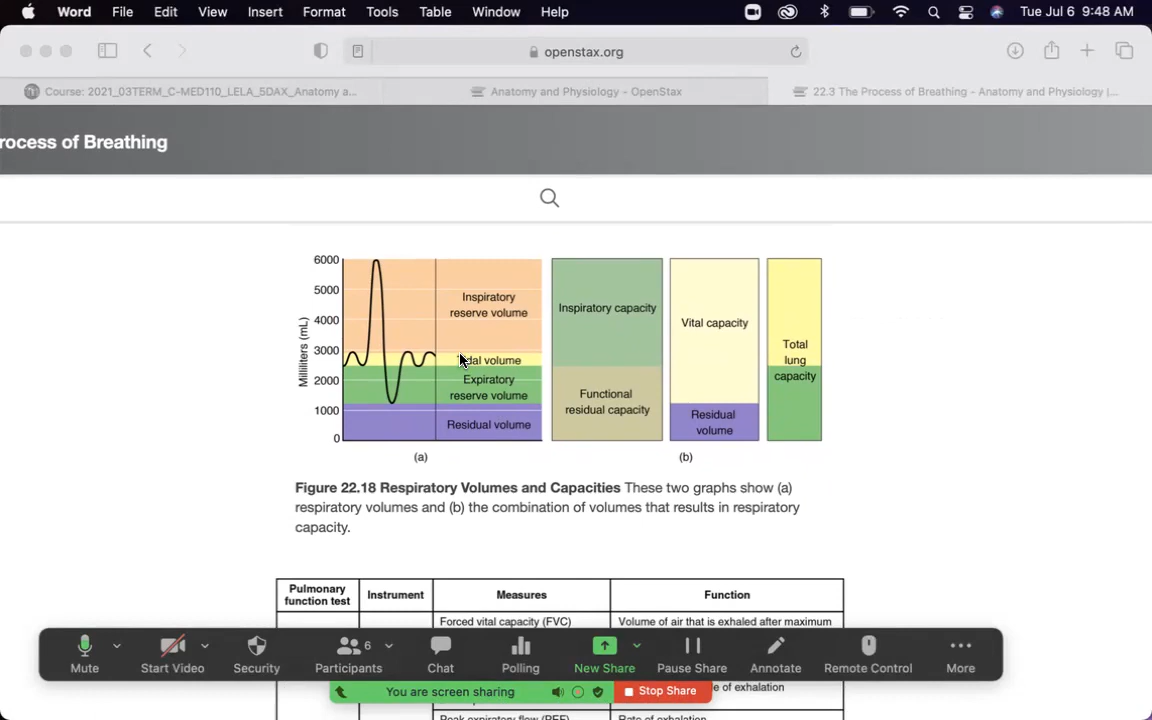 Word File Edit View Insert Format Tools Table Window Help Tue Jul 6 9:48 AM
openstax.org
Course: 2021_03TERM_C-MED110_LELA_5DAX_Anatomy a...
Anatomy and Physiology - OpenStax
22.3 The Process of Breathing - Anatomy and Physiology |...
rocess of Breathing
6000
5000
4000
3000
2000
1000
0
Milliliters (mL)
Inspiratory
reserve volume
dal volume
Expiratory
reserve volume
Residual volume
(a)
Inspiratory capacity
Functional
residual capacity
Vital capacity
Residual
volume
Total
lung
capacity
(b)
Figure 22.18 Respiratory Volumes and Capacities These two graphs show (a)
respiratory volumes and (b) the combination of volumes that results in respiratory
capacity.
Pulmonary
function test
Instrument
Measures
Function
Forced vital capacity (FVC)
Volume of air that is exhaled after maximum
Mute
Start Video
Security
6
Participants
Chat
Polling
New Share
Pause Share
Annotate
Remote Control
More
You are screen sharing
Stop Share
e of exhalation
Rate of exhalation